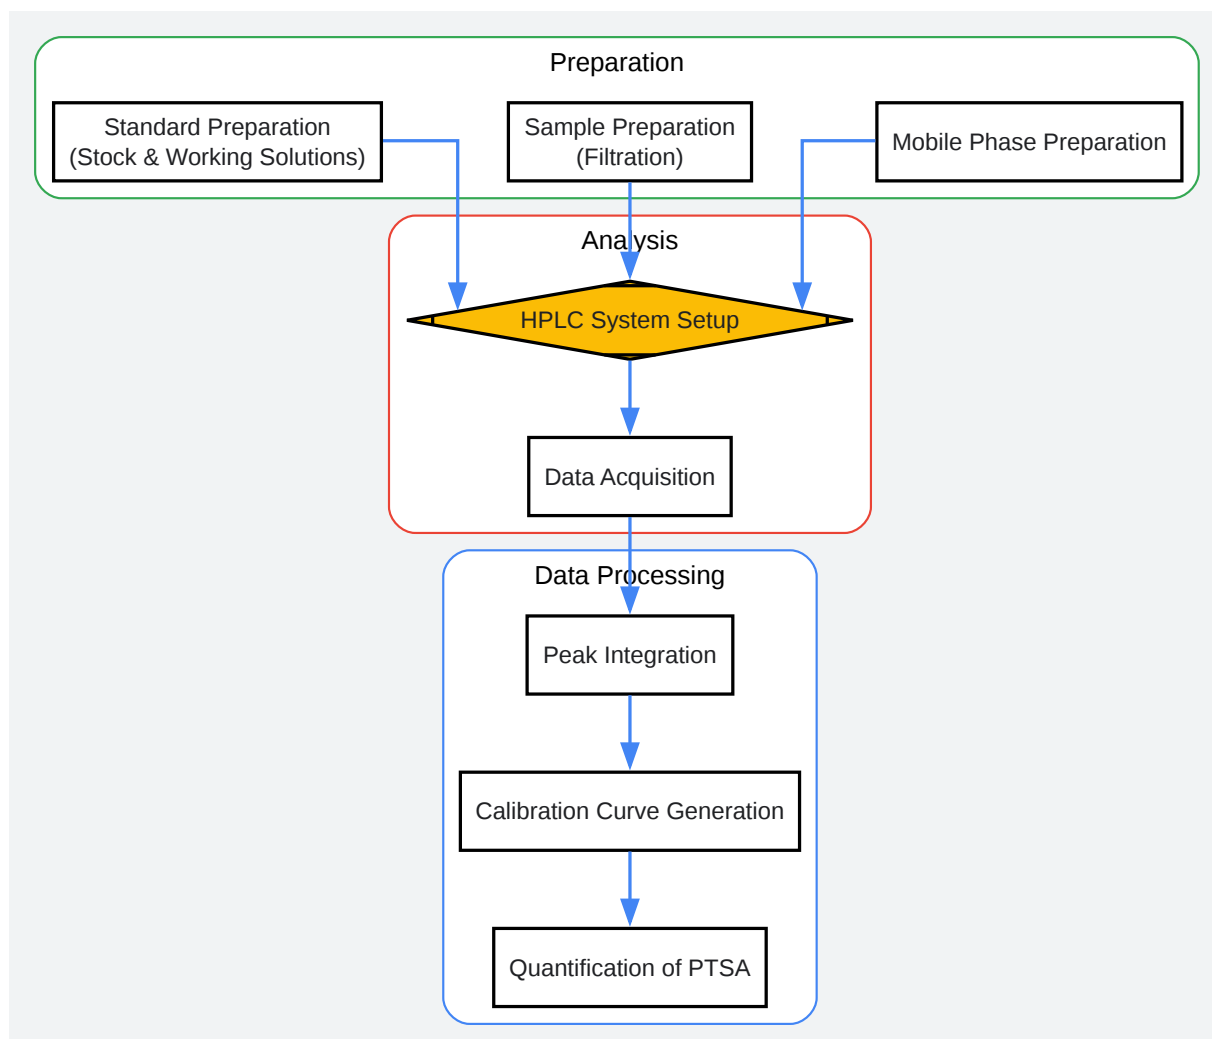 Preparation
Standard Preparation
(Stock & Working Solutions)
Sample Preparation
(Filtration)
Mobile Phase Preparation
Analysis
HPLC System Setup
Data Acquisition
Data Processing
Peak Integration
Calibration Curve Generation
Quantification of PTSA